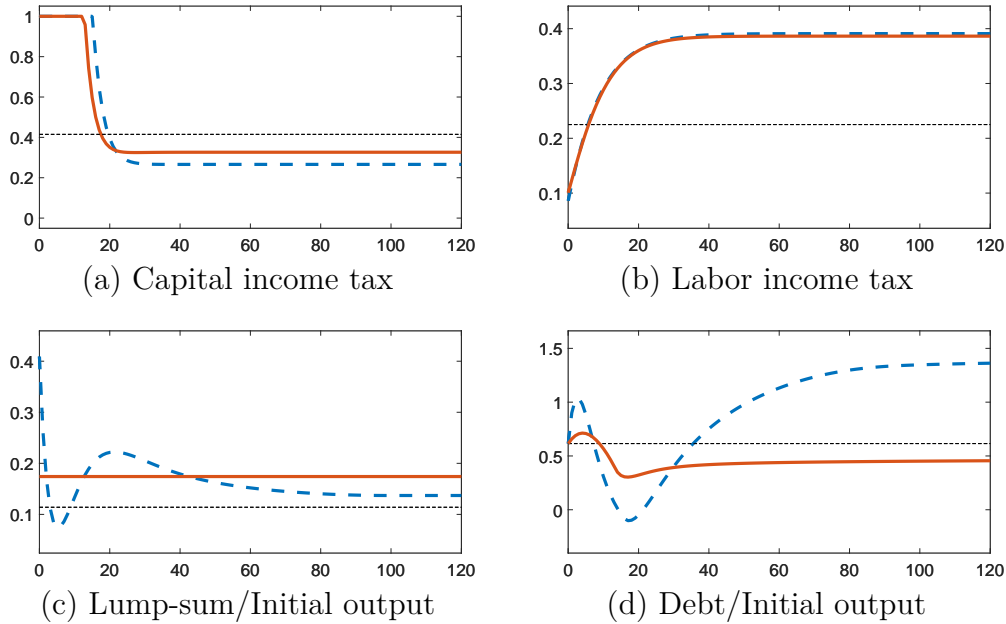 1
0.8
0.6
0.4
0.2
0
0 20 40 60 80 100 120
(a) Capital income tax
0.4
0.3
0.2
0.1
0 20 40 60 80 100 120
(b) Labor income tax
0.4
0.3
0.2
0.1
0 20 40 60 80 100 120
(c) Lump-sum/Initial output
1.5
1
0.5
0
0 20 40 60 80 100 120
(d) Debt/Initial output